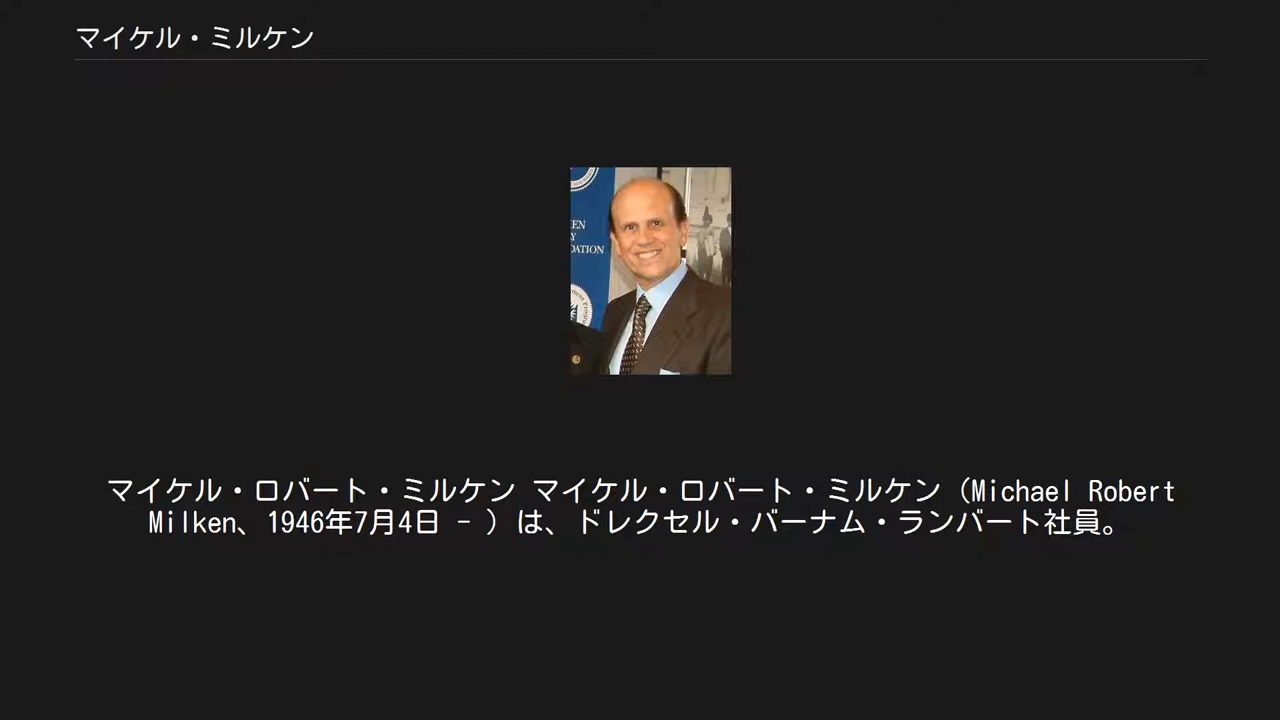 マイケル・ミルケン
EN
Y
DATION
マイケル・ロバート・ミルケン マイケル・ロバート・ミルケン（Michael Robert
Milken、1946年7月4日 - ）は、ドレクセル・バーナム・ランバート社員。